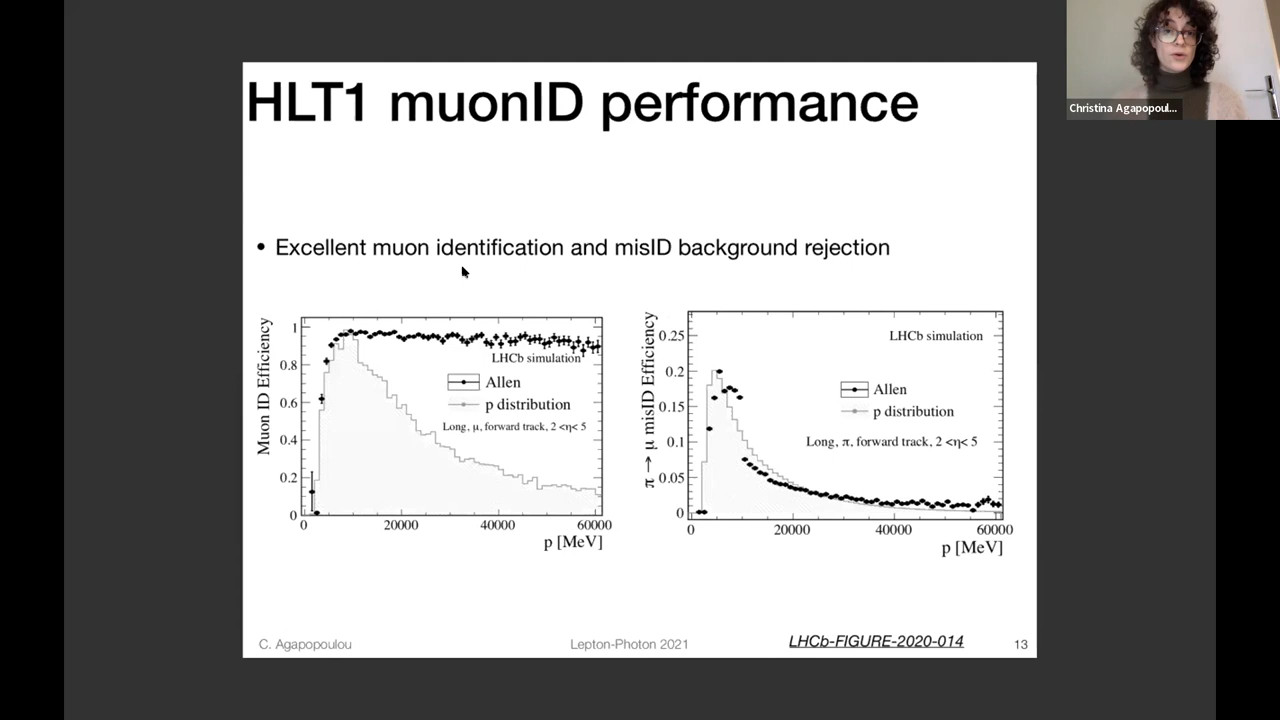 HLT1 muonID performance
Christina Agapopoul...
• Excellent muon identification and misID background rejection
Muon ID Efficiency
1
0.8
0.6
0.4
0.2
0
LHCb simulation
Allen
p distribution
Long, μ, forward track, 2 <η< 5
0 20000 40000 60000
p [MeV]
π → μ misID Efficiency
0.25
0.2
0.15
0.1
0.05
0
LHCb simulation
Allen
p distribution
Long, π, forward track, 2 <η< 5
0 20000 40000 60000
p [MeV]
C. Agapopoulou Lepton-Photon 2021 LHCb-FIGURE-2020-014 13